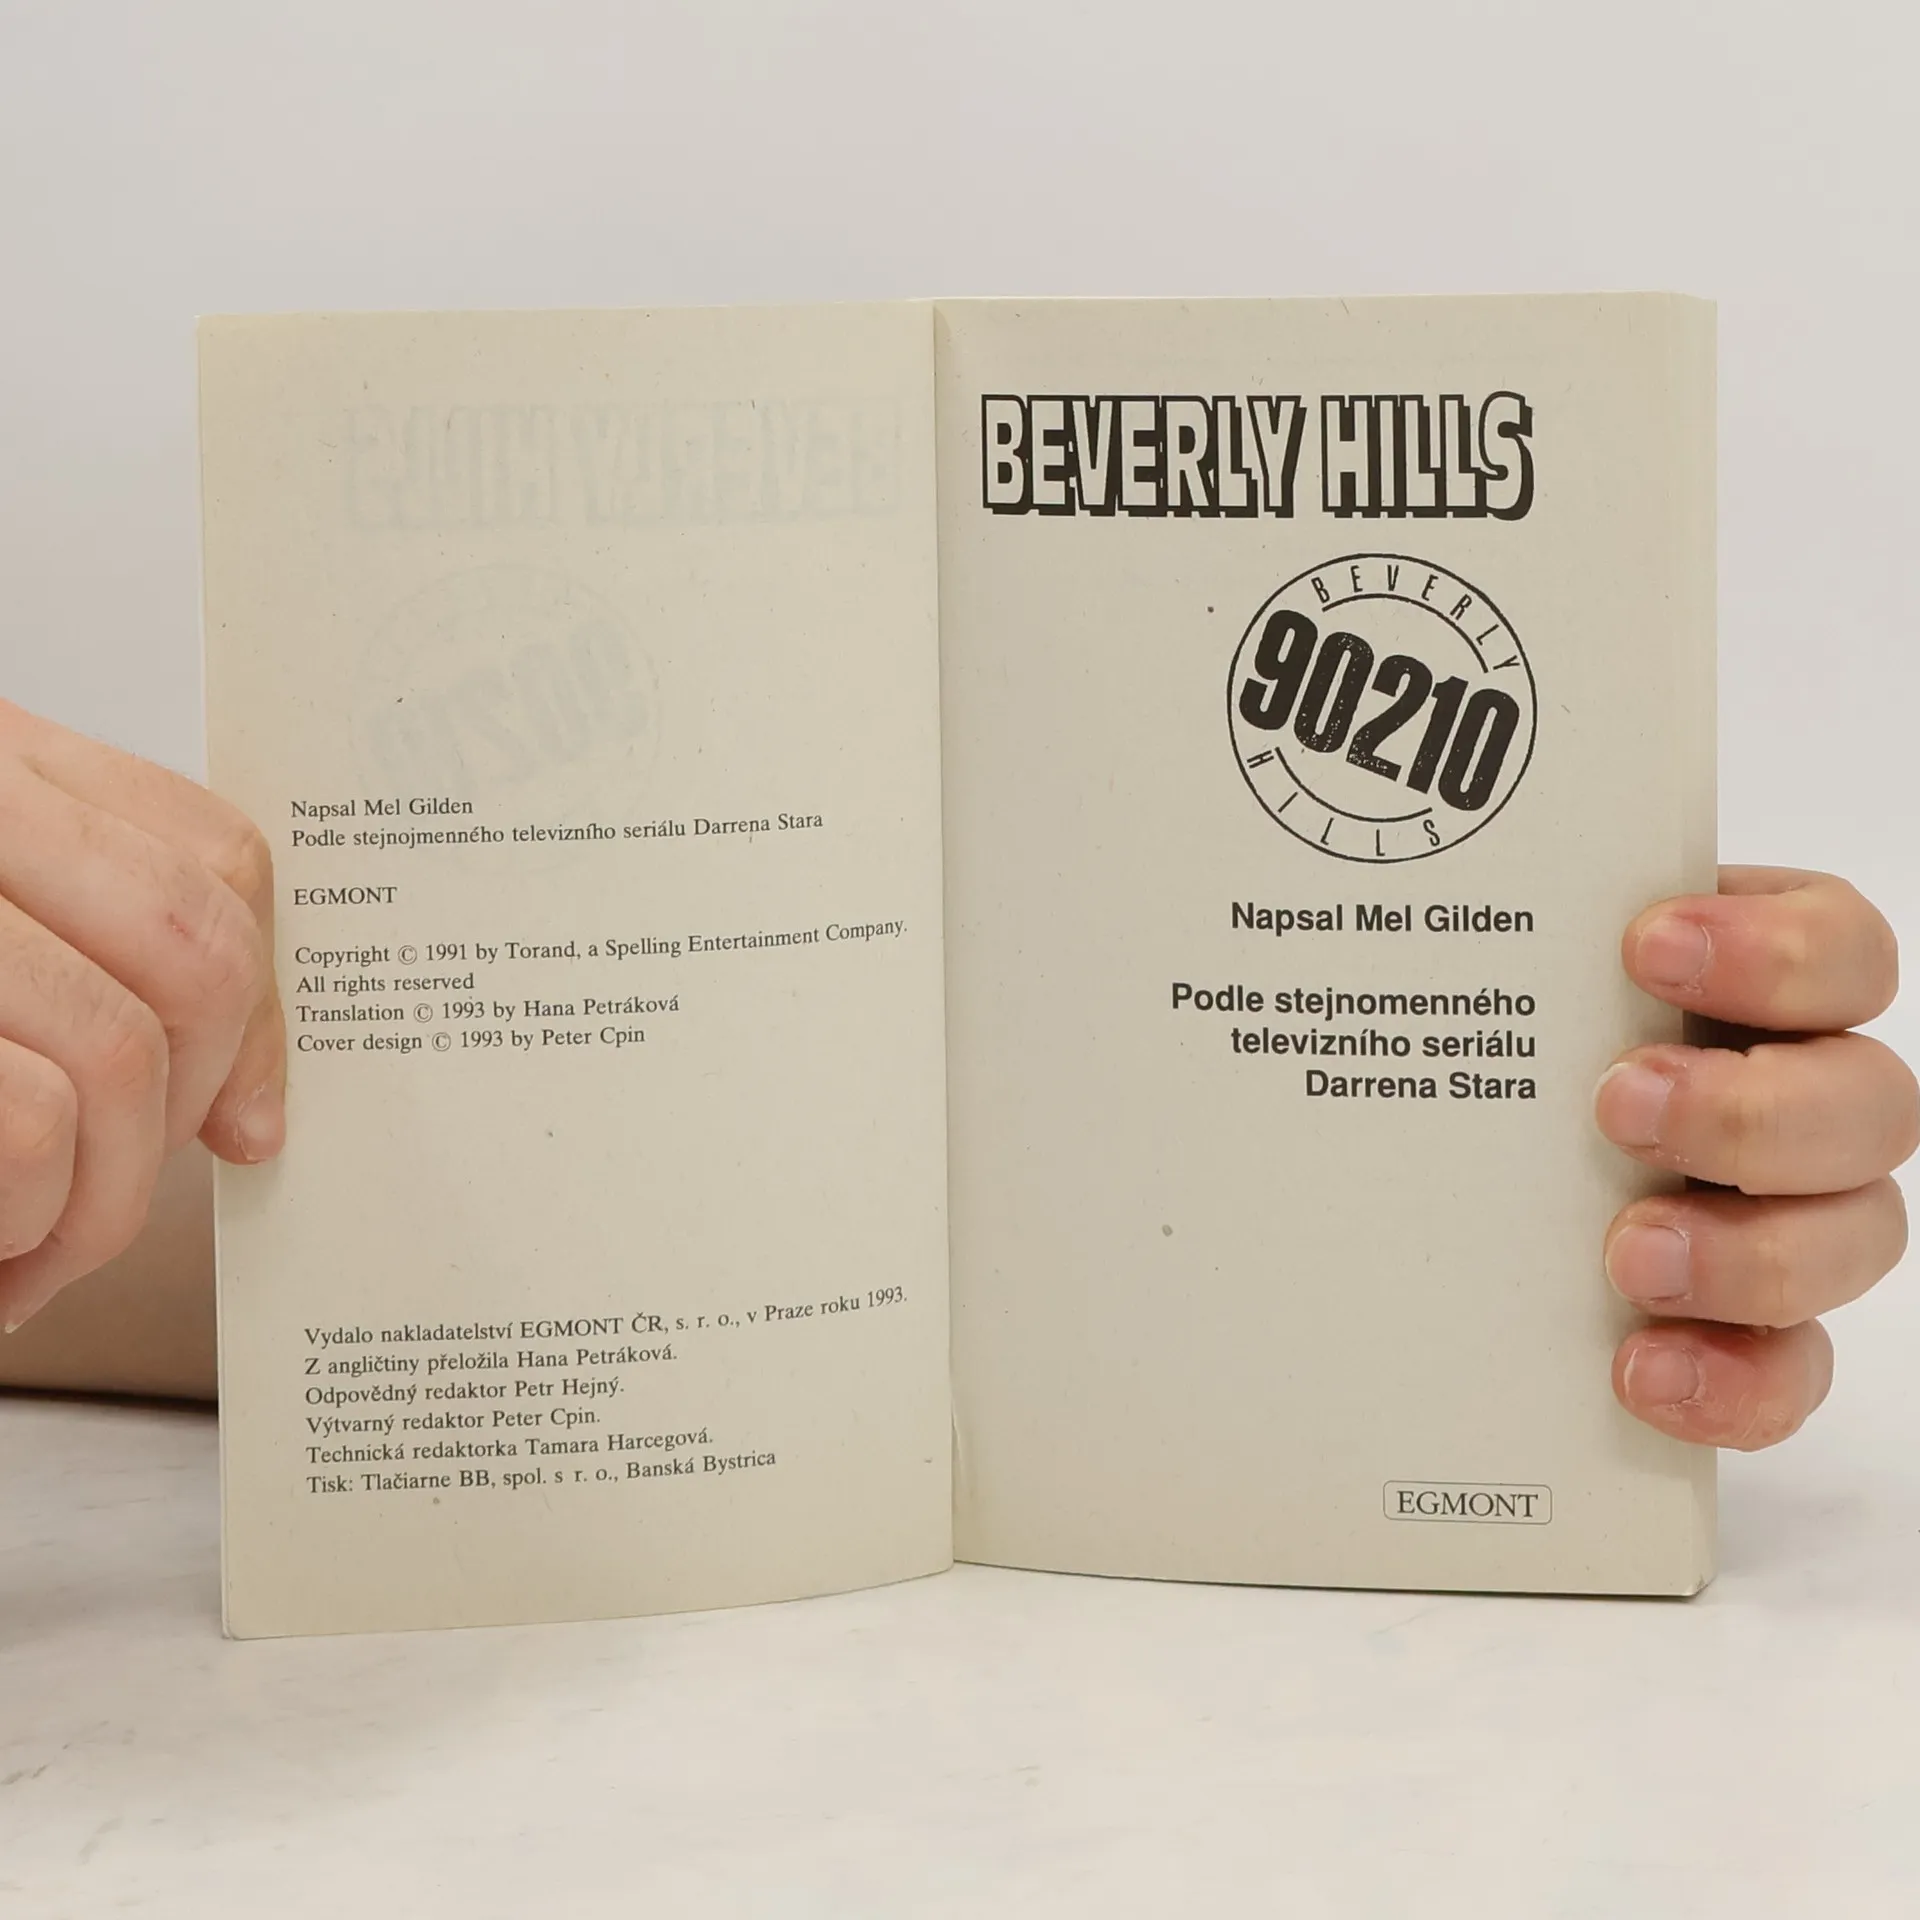 Napsal Mel Gilden
Podle stejnojmenného televizního seriálu Darrena Stara
EGMONT
Copyright © 1991 by Torand, a Spelling Entertainment Company.
All rights reserved
Translation © 1993 by Hana Petráková
Cover design © 1993 by Peter Cpin
Vydalo nakladatelství EGMONT ČR, s. r. o., v Praze roku 1993.
Z angličtiny přeložila Hana Petráková.
Odpovědný redaktor Petr Hejný.
Výtvarný redaktor Peter Cpin.
Technická redaktorka Tamara Harcegová.
Tisk: Tlačiarne BB, spol. s r. o., Banská Bystrica
BEVERLY HILLS
BEVERLY
90210
HILLS
Napsal Mel Gilden
Podle stejnomenného
televizního seriálu
Darrena Stara
EGMONT